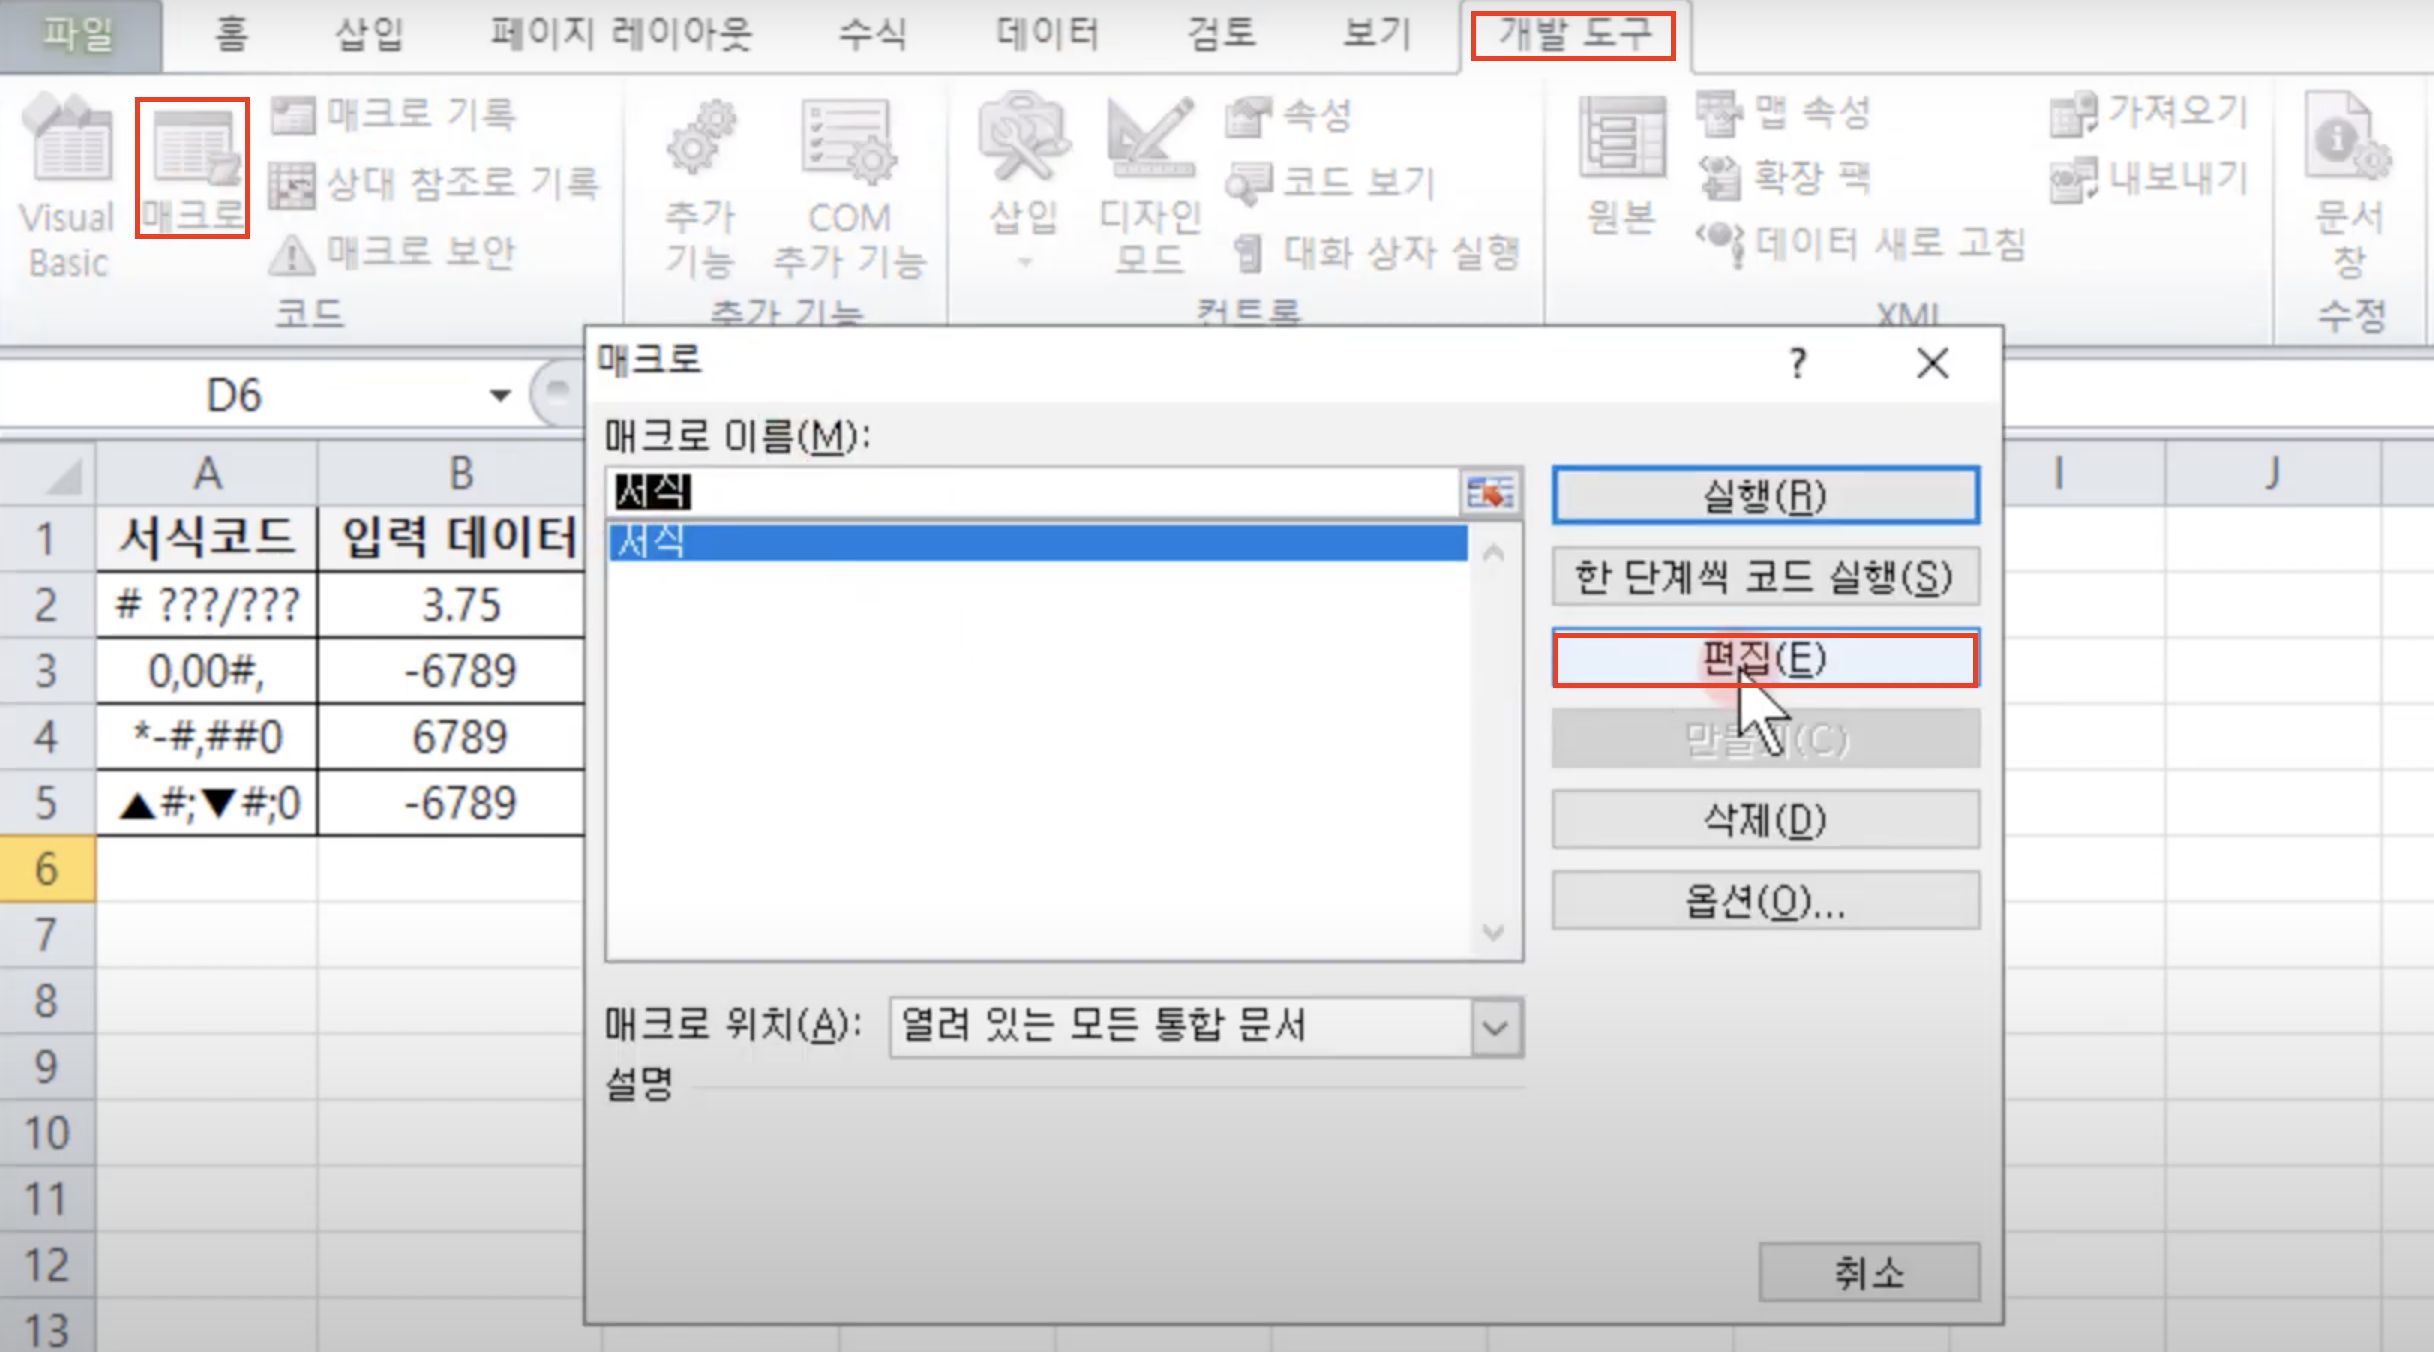 파일 홈 삽입 페이지 레이아웃 수식 데이터 검토 보기 개발 도구
Visual Basic
매크로
매크로 기록
상대 참조로 기록
매크로 보안
코드
추가 기능
COM 추가 기능
추가 기능
삽입
디자인 모드
속성
코드 보기
대화 상자 실행
컨트롤
원본
맵 속성
확장 팩
데이터 새로 고침
가져오기
내보내기
XML
문서 창
수정
D6
A B I J
1 서식코드 입력 데이터
2 # ???/??? 3.75
3 0,00#, -6789
4 *-#,##0 6789
5 ▲#;▼#;0 -6789
6
7
8
9
10
11
12
13
매크로 ?
매크로 이름(M):
서식
서식
실행(R)
한 단계씩 코드 실행(S)
편집(E)
만들기(C)
삭제(D)
옵션(O)...
매크로 위치(A): 열려 있는 모든 통합 문서
설명
취소